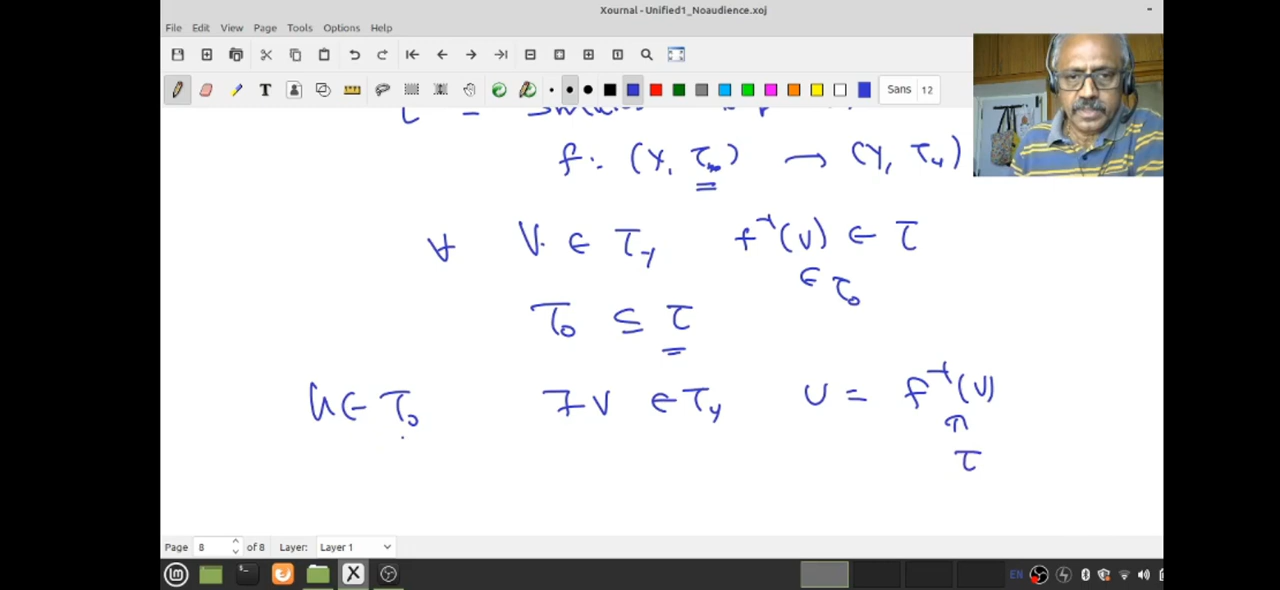 Xournal - Unified1_Noaudience.xoj
File Edit View Page Tools Options Help
Sans 12
τ =
f : (X, τ) → (Y, τ_Y)
∀ V ∈ τ_Y f⁻¹(V) ∈ τ
∈ τ₀
τ₀ ⊆ τ
U ∈ τ₀ ∃ V ∈ τ_Y U = f⁻¹(V)
∩
τ
Page 8 of 8 Layer: Layer 1
EN